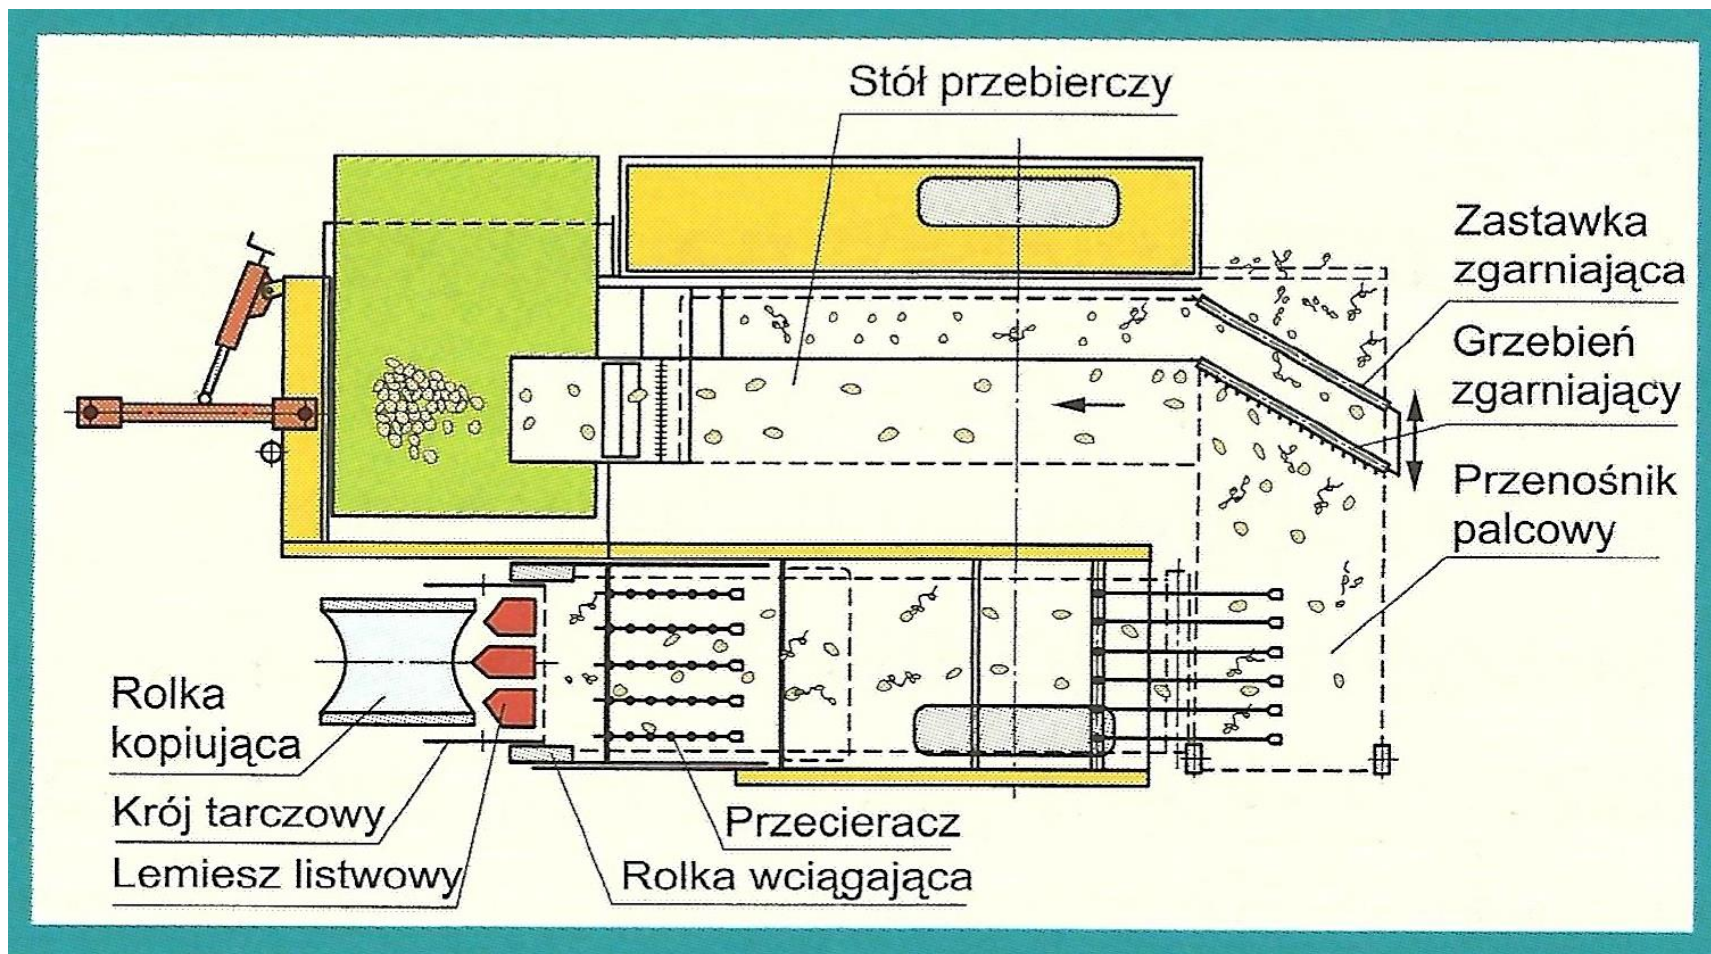 Stół przebierczy
Zastawka
zgarniająca
Grzebień
zgarniający
Przenośnik
palcowy
Rolka
kopiująca
Krój tarczowy
Lemiesz listwowy
Przecieracz
Rolka wciągająca